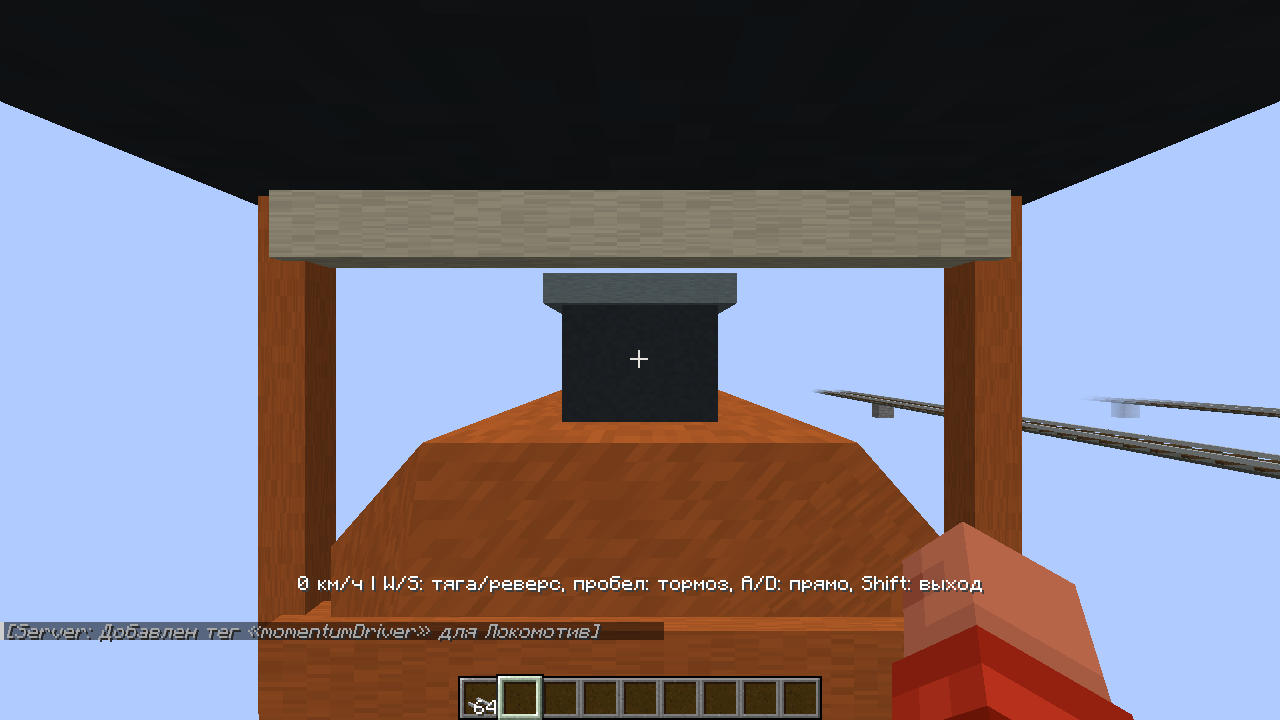 0 км/ч | W/S: тяга/реверс, пробел: тормоз, A/D: прямо, Shift: выход
[Server: Добавлен тег «momentumDriver» для Локомотив]
64